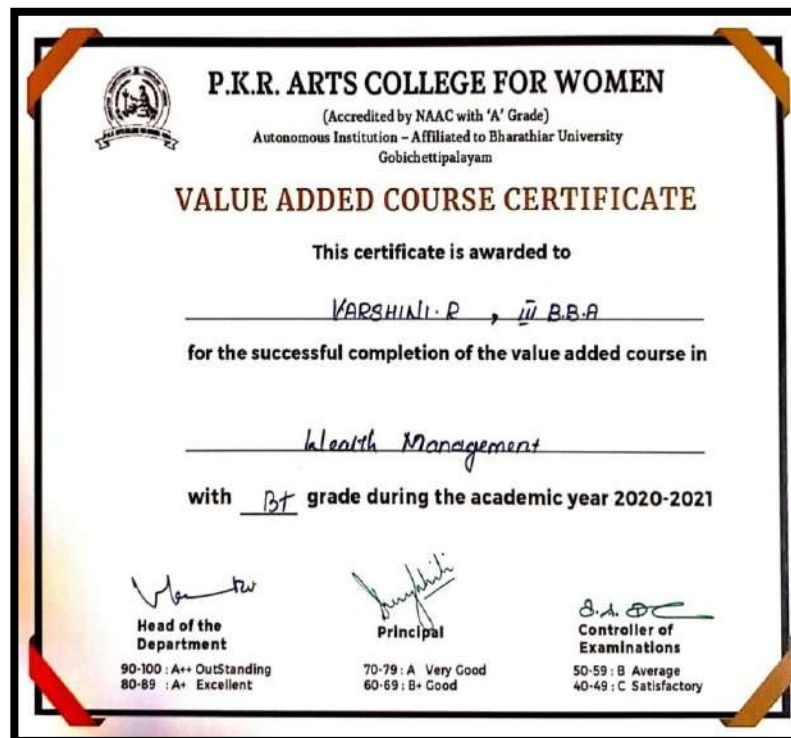 P.K.R. ARTS COLLEGE FOR WOMEN
(Accredited by NAAC with 'A' Grade)
Autonomous Institution – Affiliated to Bharathiar University
Gobichettipalayam
VALUE ADDED COURSE CERTIFICATE
This certificate is awarded to
VARSHINI. R , III B.B.A
for the successful completion of the value added course in
Wealth Management
with B+ grade during the academic year 2020-2021
Head of the Department
Principal
Controller of Examinations
90-100 : A++ OutStanding
80-89 : A+ Excellent
70-79 : A Very Good
60-69 : B+ Good
50-59 : B Average
40-49 : C Satisfactory